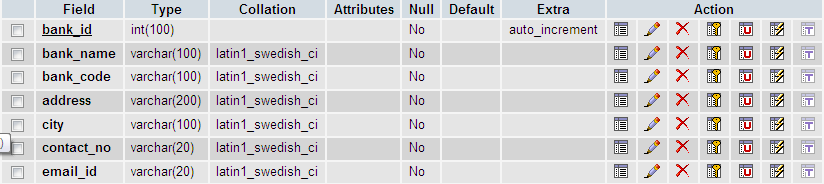 Field Type Collation Attributes Null Default Extra Action
bank_id int(100) No auto_increment
bank_name varchar(100) latin1_swedish_ci No
bank_code varchar(100) latin1_swedish_ci No
address varchar(200) latin1_swedish_ci No
city varchar(100) latin1_swedish_ci No
contact_no varchar(20) latin1_swedish_ci No
email_id varchar(20) latin1_swedish_ci No